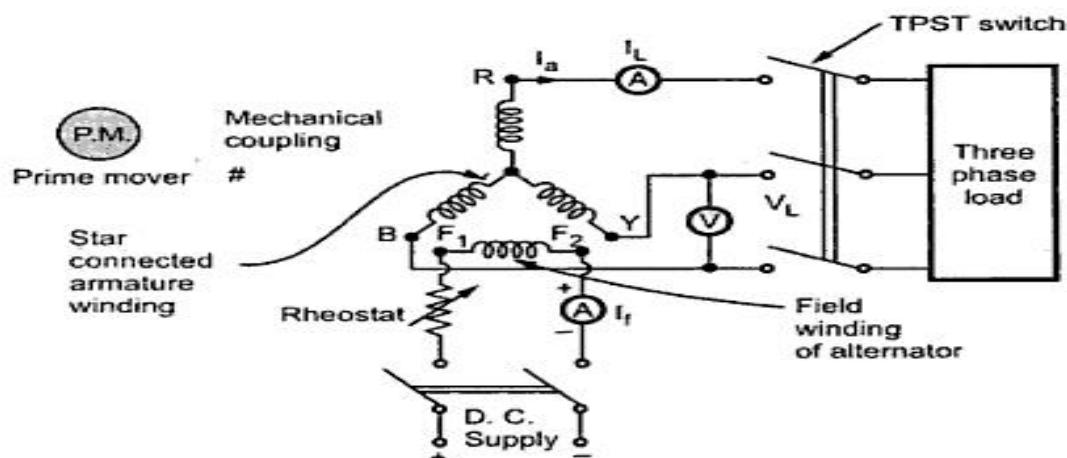 TPST switch
R
Ia
IL
A
P.M.
Prime mover
Mechanical
coupling
#
Three
phase
load
Star
connected
armature
winding
B
F1
F2
Y
V
VL
Rheostat
+
A
If
–
Field
winding
of alternator
D. C.
Supply
+
–